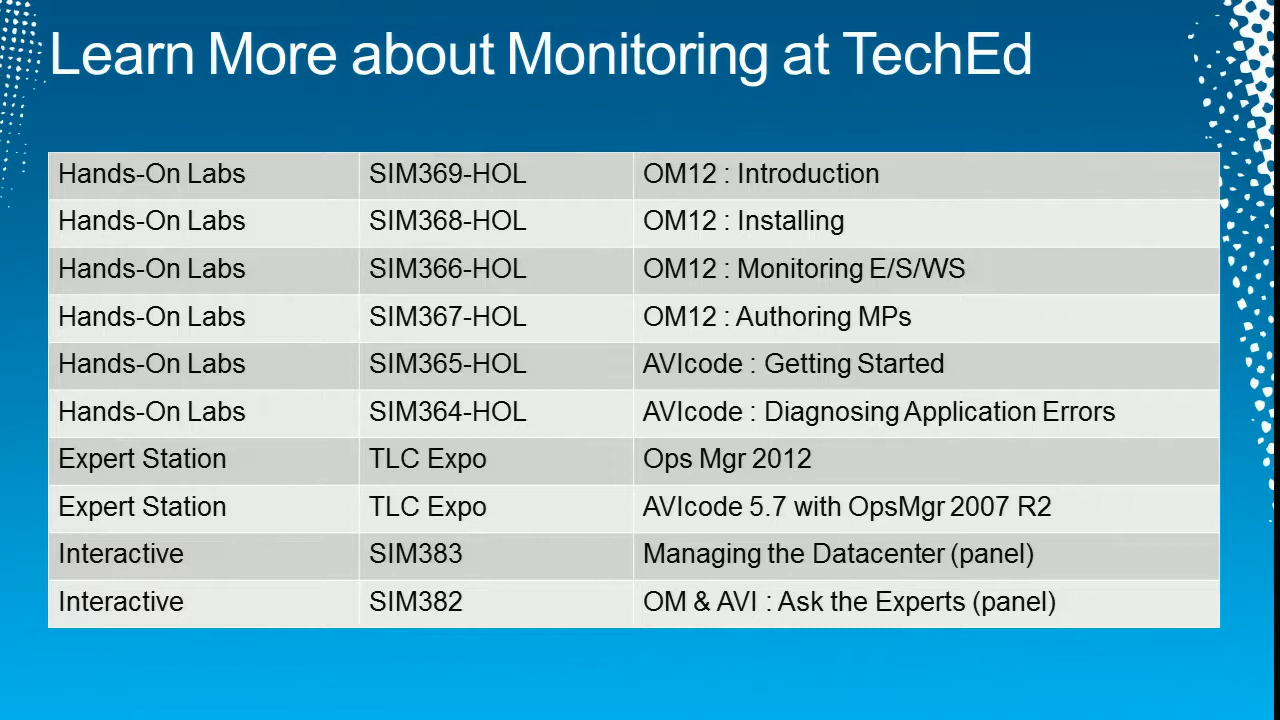 Learn More about Monitoring at TechEd
Hands-On Labs SIM369-HOL OM12 : Introduction
Hands-On Labs SIM368-HOL OM12 : Installing
Hands-On Labs SIM366-HOL OM12 : Monitoring E/S/WS
Hands-On Labs SIM367-HOL OM12 : Authoring MPs
Hands-On Labs SIM365-HOL AVIcode : Getting Started
Hands-On Labs SIM364-HOL AVIcode : Diagnosing Application Errors
Expert Station TLC Expo Ops Mgr 2012
Expert Station TLC Expo AVIcode 5.7 with OpsMgr 2007 R2
Interactive SIM383 Managing the Datacenter (panel)
Interactive SIM382 OM & AVI : Ask the Experts (panel)